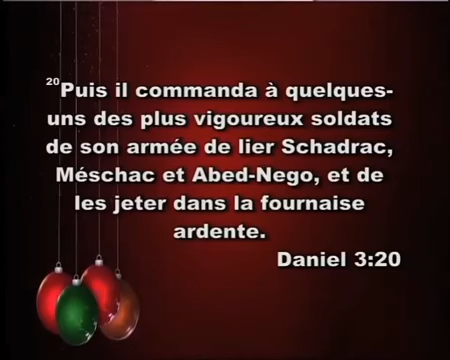 20Puis il commanda à quelques-
uns des plus vigoureux soldats
de son armée de lier Schadrac,
Méschac et Abed-Nego, et de
les jeter dans la fournaise
ardente.
Daniel 3:20